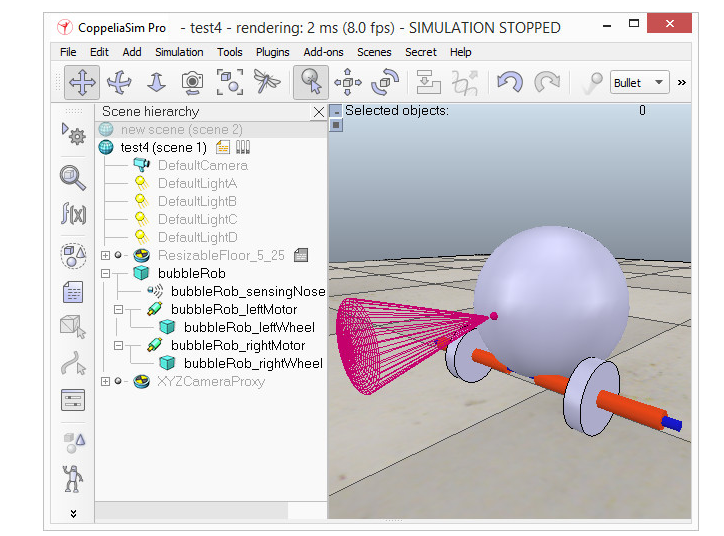 CoppeliaSim Pro - test4 - rendering: 2 ms (8.0 fps) - SIMULATION STOPPED
File Edit Add Simulation Tools Plugins Add-ons Scenes Secret Help
Bullet
»
Scene hierarchy
Selected objects: 0
new scene (scene 2)
test4 (scene 1)
DefaultCamera
DefaultLightA
DefaultLightB
DefaultLightC
DefaultLightD
ResizableFloor_5_25
bubbleRob
bubbleRob_sensingNose
bubbleRob_leftMotor
bubbleRob_leftWheel
bubbleRob_rightMotor
bubbleRob_rightWheel
XYZCameraProxy
f(x)